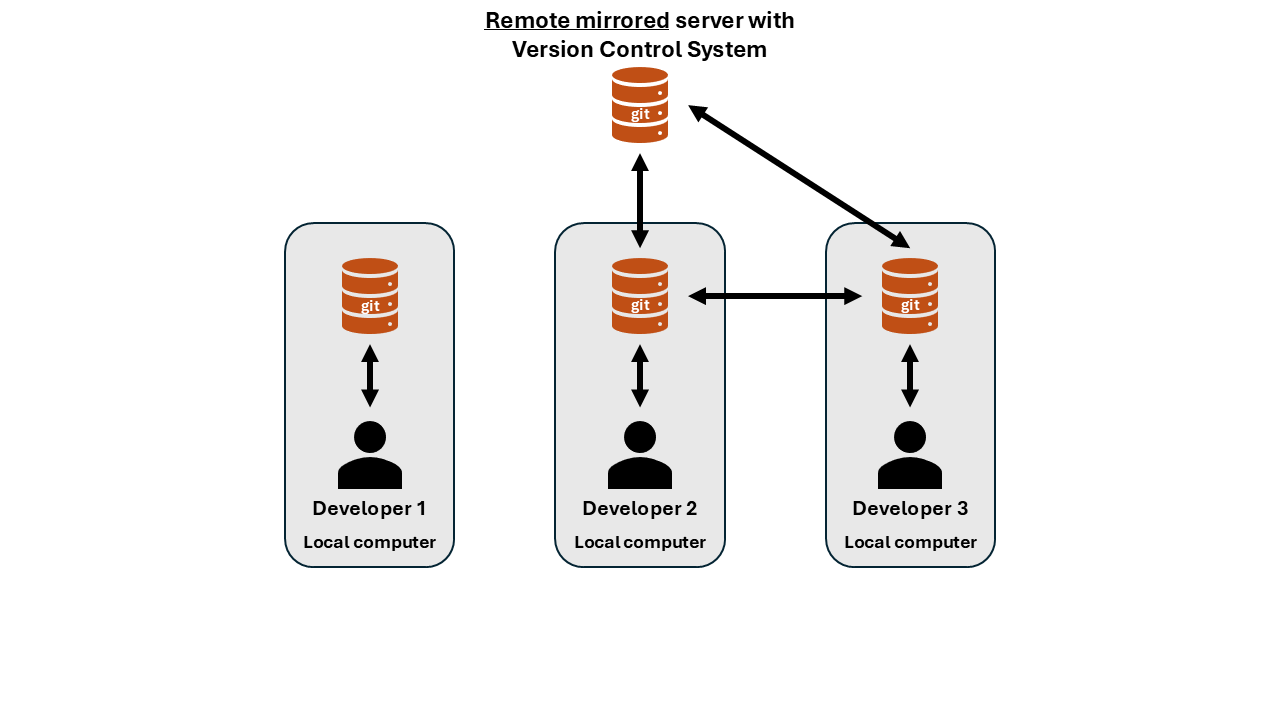 Remote mirrored server with
Version Control System
git
git
git
git
Developer 1
Developer 2
Developer 3
Local computer
Local computer
Local computer